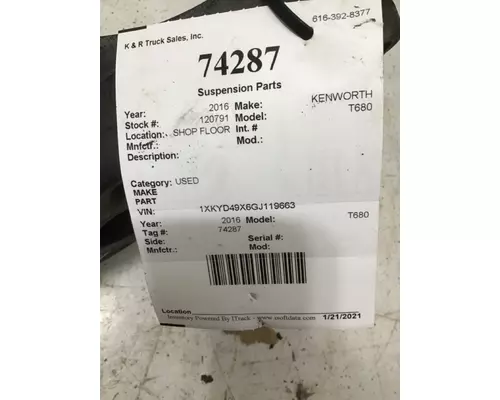 K & R Truck Sales, Inc. 616-392-8377
74287
Suspension Parts
Year: 2016 Make: KENWORTH
Stock #: 120791 Model: T680
Location: SHOP FLOOR Int. #
Mnfctr.: Mod.:
Description:
Category: USED
MAKE
PART
VIN: 1XKYD49X6GJ119663
Year: 2016 Model: T680
Tag #: 74287
Side: Serial #:
Mnfctr.: Mod:
Location
Inventory Powered By ITrack - www.isoftdata.com 1/21/2021